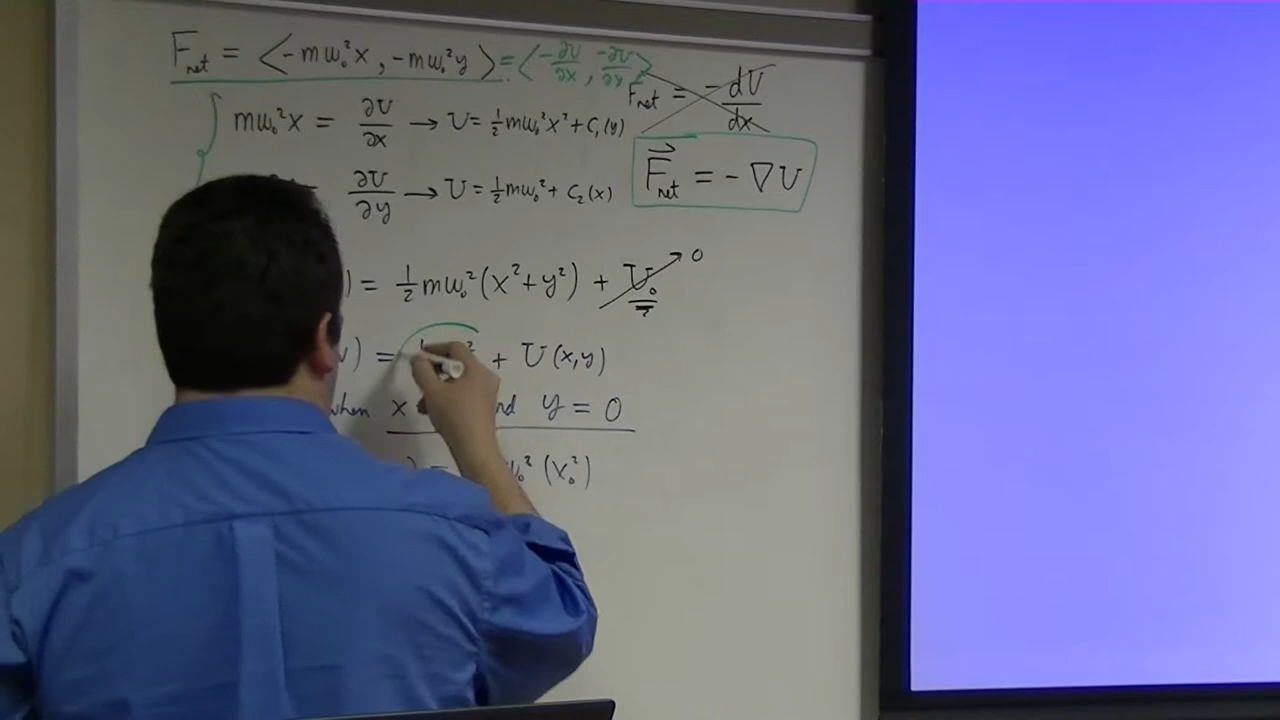 F_net = ⟨-mω₀²x, -mω₀²y⟩ = ⟨-∂U/∂x, -∂U/∂y⟩
F_net = -dU/dx
mω₀²x = ∂U/∂x → U = ½mω₀²x² + C₁(y)
F⃗_net = -∇U
∂U/∂y → U = ½mω₀² + C₂(x)
) = ½mω₀²(x²+y²) + U₀ 0
) = + U(x,y)
when x and y = 0
) = ω₀²(x₀²)